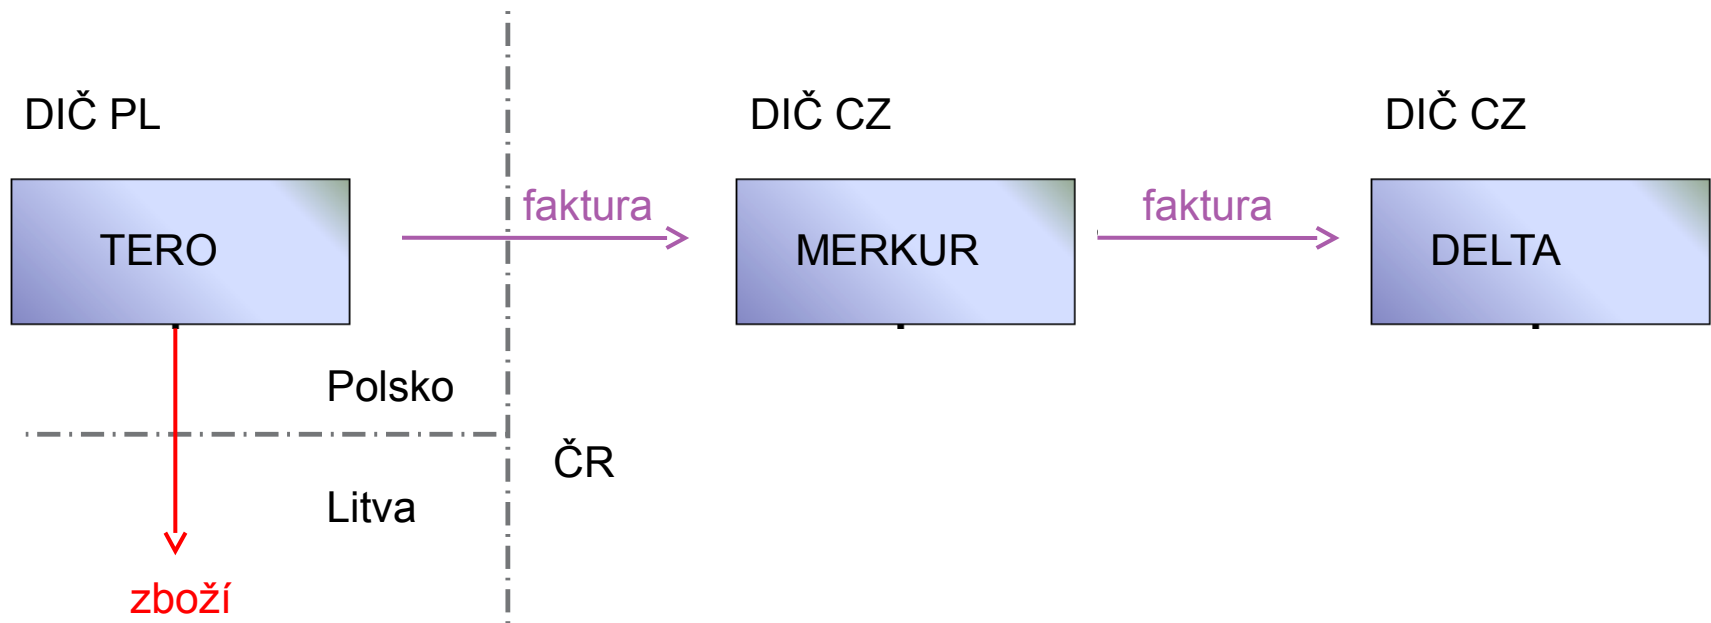 DIČ PL
DIČ CZ
DIČ CZ
TERO
faktura
MERKUR
faktura
DELTA
Polsko
ČR
Litva
zboží